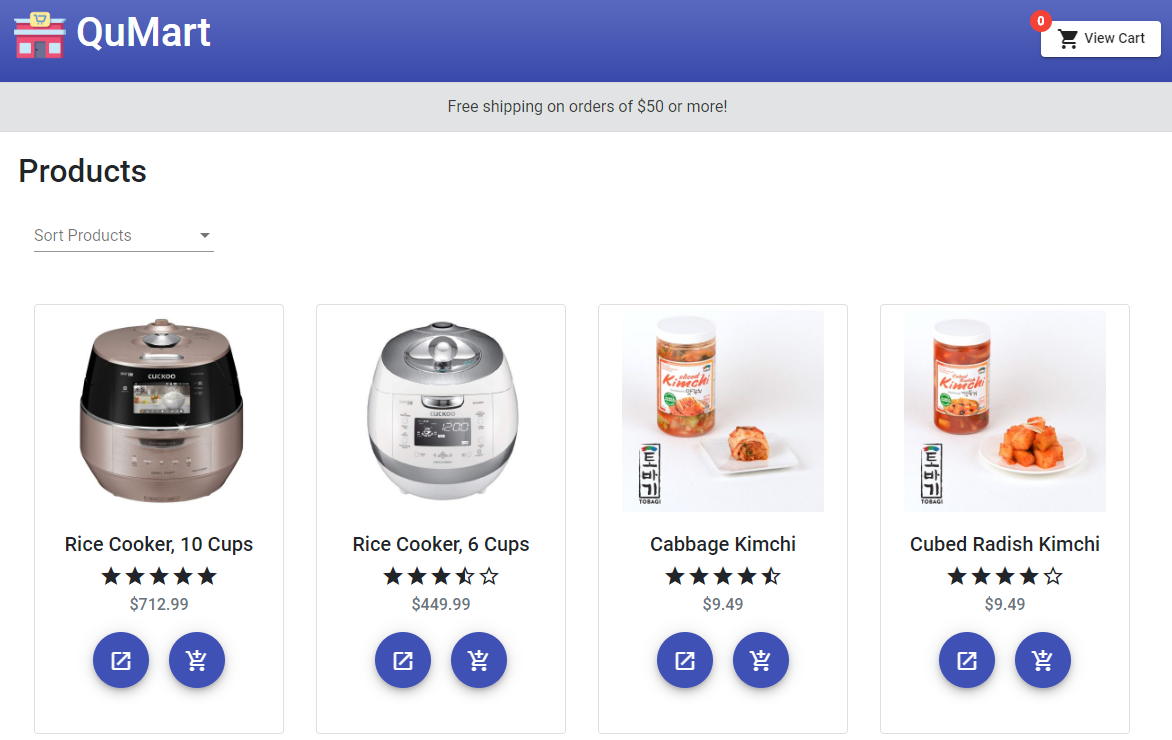 QuMart
0
View Cart
Free shipping on orders of $50 or more!
Products
Sort Products
CUCKOO
CUCKOO
12:00
sliced
Kimchi
토바기
TOBAGI
Cubed
Kimchi
토바기
TOBAGI
Rice Cooker, 10 Cups
Rice Cooker, 6 Cups
Cabbage Kimchi
Cubed Radish Kimchi
$712.99
$449.99
$9.49
$9.49